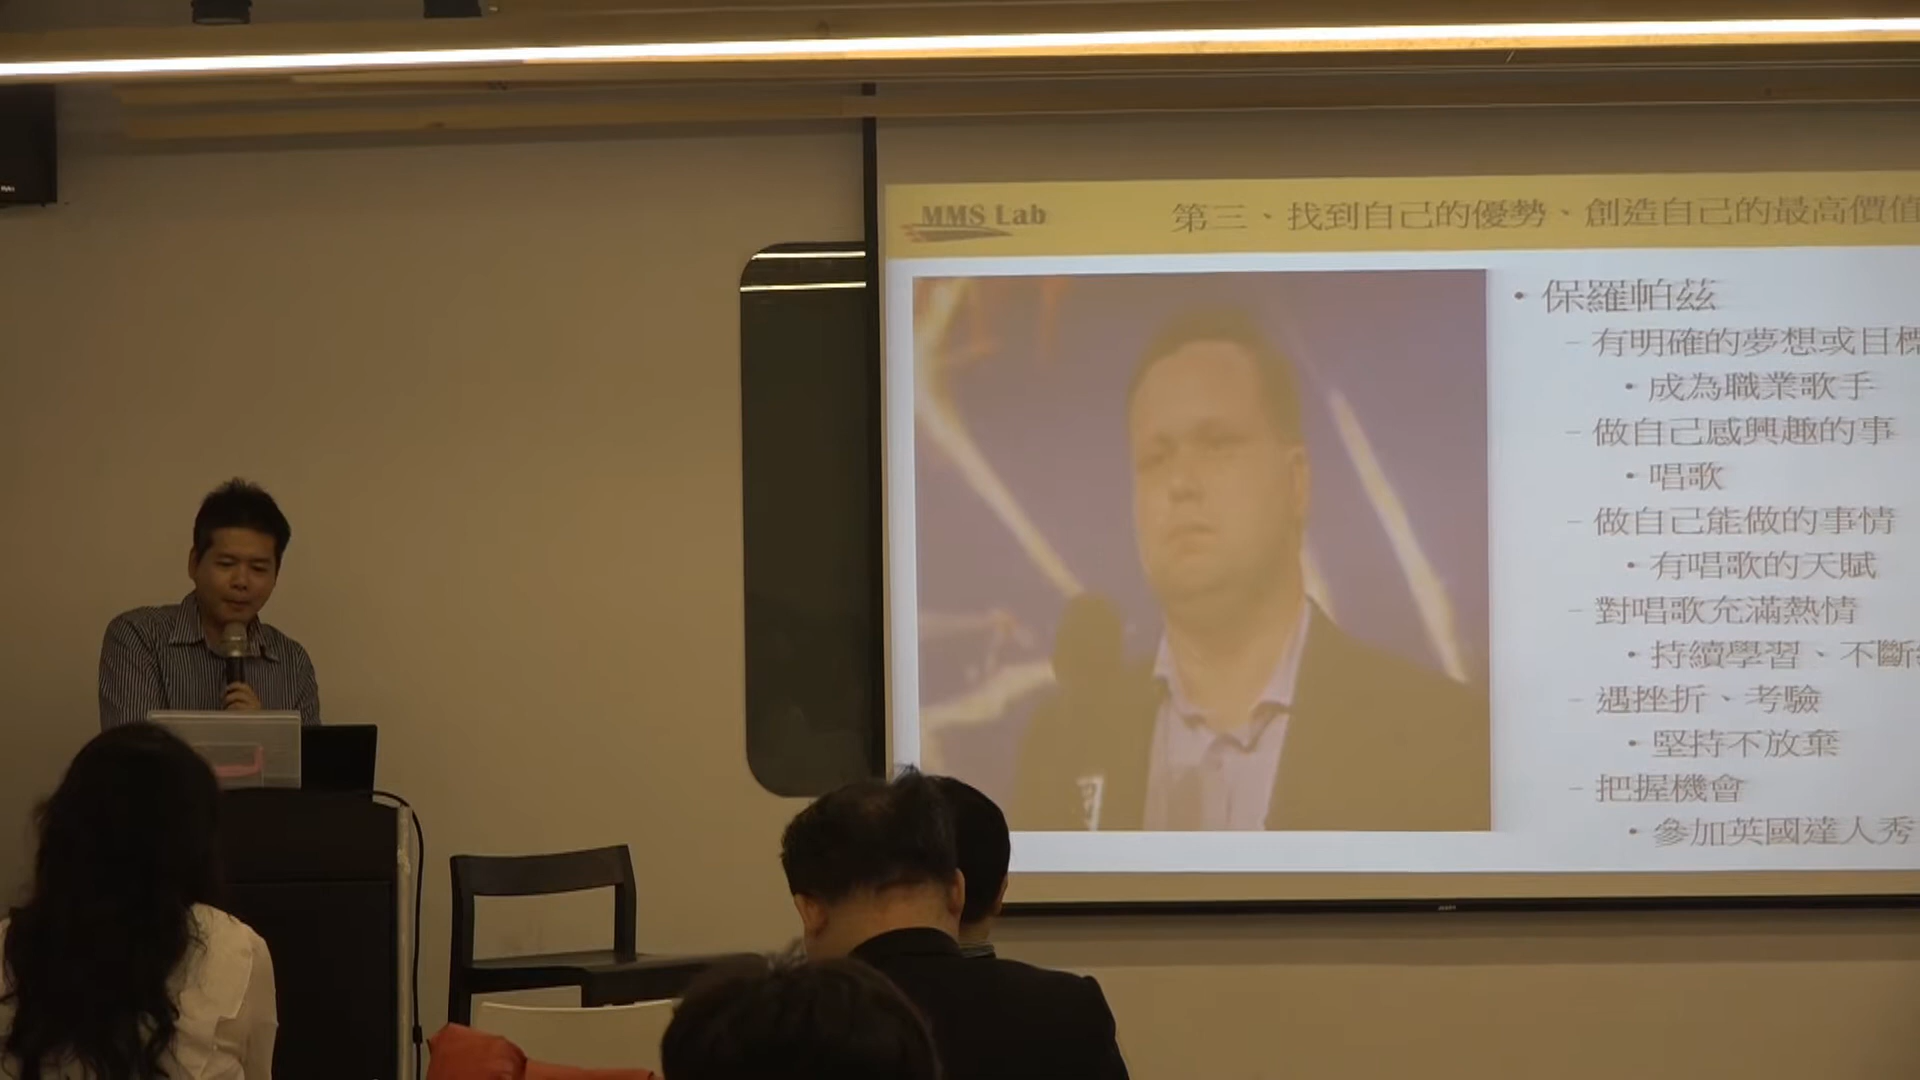 MMS Lab
第三、找到自己的優勢、創造自己的最高價值
• 保羅帕茲
– 有明確的夢想或目標
• 成為職業歌手
– 做自己感興趣的事
• 唱歌
– 做自己能做的事情
• 有唱歌的天賦
– 對唱歌充滿熱情
• 持續學習、不斷
– 遇挫折、考驗
• 堅持不放棄
– 把握機會
• 參加英國達人秀